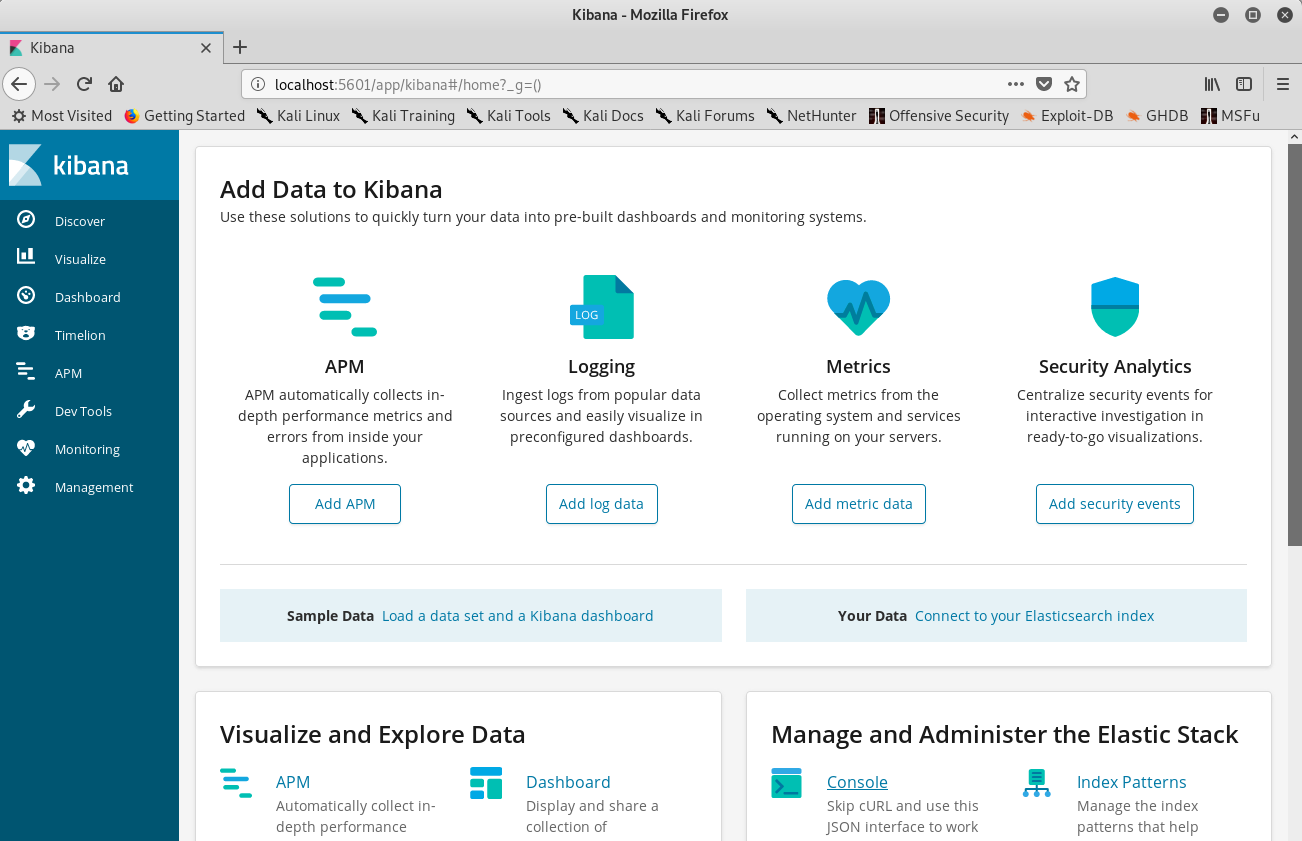 Kibana - Mozilla Firefox
Kibana
localhost:5601/app/kibana#/home?_g=()
Most Visited Getting Started Kali Linux Kali Training Kali Tools Kali Docs Kali Forums NetHunter Offensive Security Exploit-DB GHDB MSFu
kibana
Discover
Visualize
Dashboard
Timelion
APM
Dev Tools
Monitoring
Management
Add Data to Kibana
Use these solutions to quickly turn your data into pre-built dashboards and monitoring systems.
APM
APM automatically collects in-
depth performance metrics and
errors from inside your
applications.
Add APM
LOG
Logging
Ingest logs from popular data
sources and easily visualize in
preconfigured dashboards.
Add log data
Metrics
Collect metrics from the
operating system and services
running on your servers.
Add metric data
Security Analytics
Centralize security events for
interactive investigation in
ready-to-go visualizations.
Add security events
Sample Data Load a data set and a Kibana dashboard
Your Data Connect to your Elasticsearch index
Visualize and Explore Data
APM
Automatically collect in-
depth performance
Dashboard
Display and share a
collection of
Manage and Administer the Elastic Stack
Console
Skip cURL and use this
JSON interface to work
Index Patterns
Manage the index
patterns that help